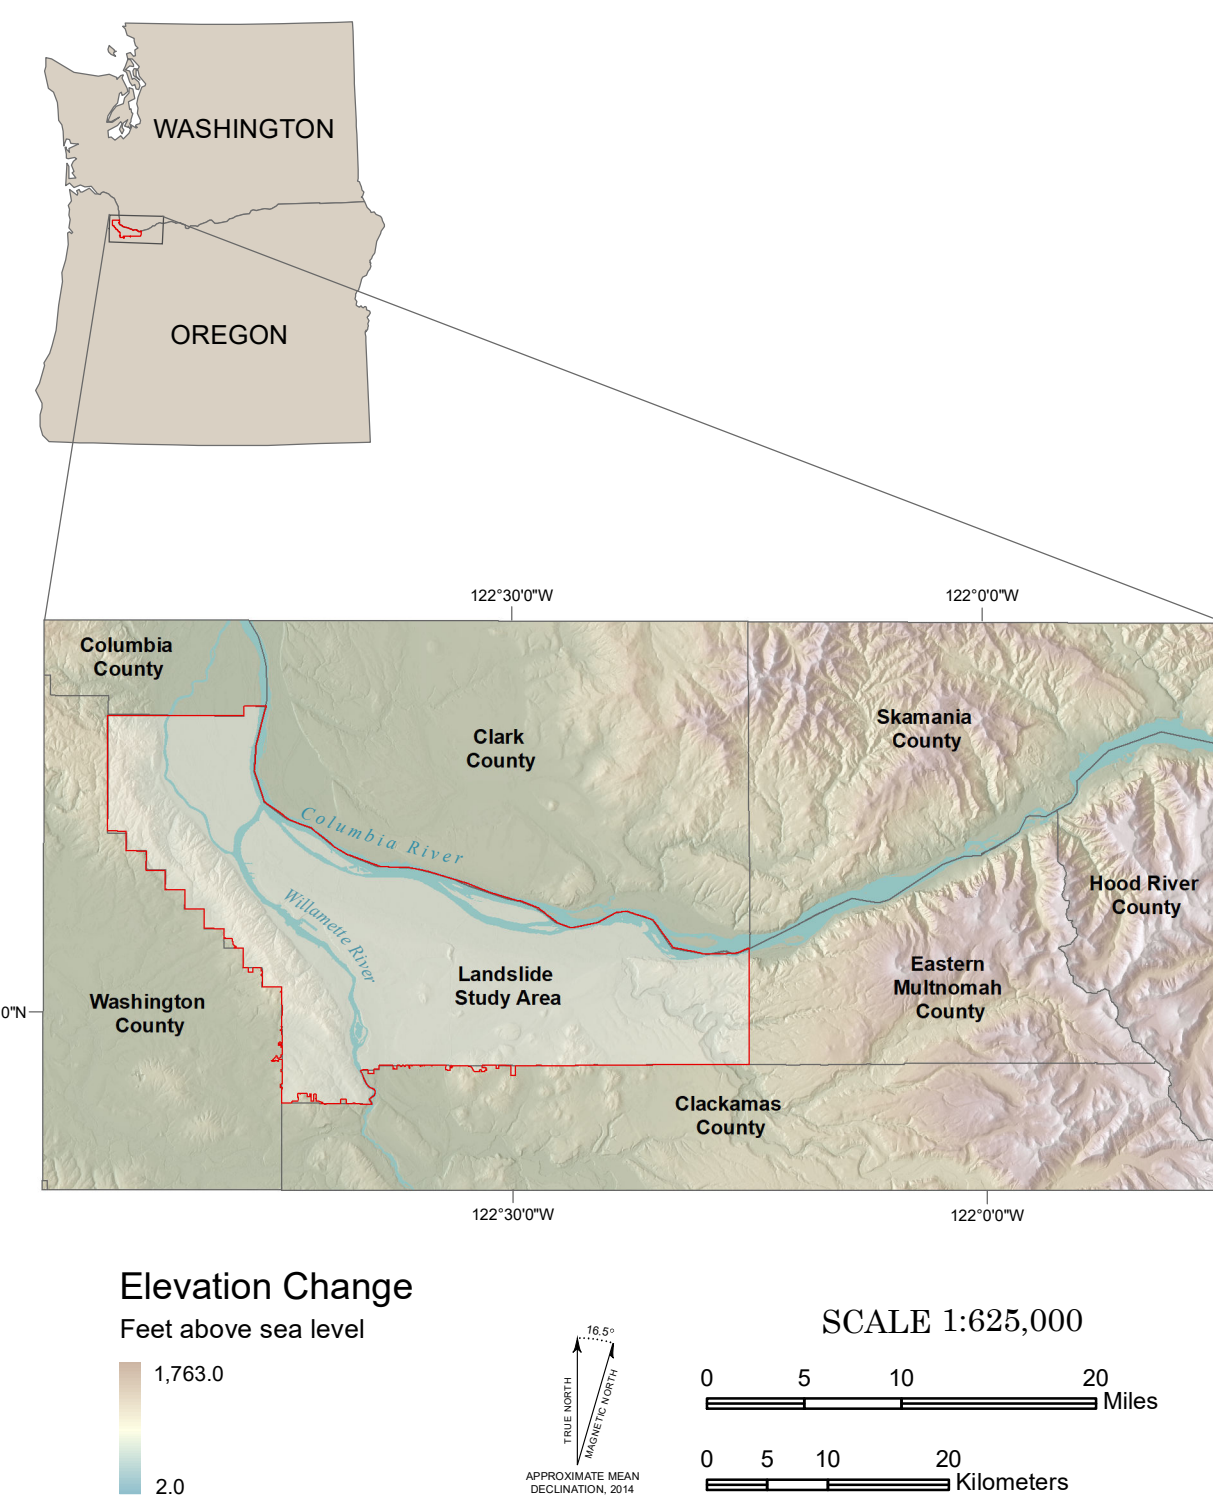 WASHINGTON
OREGON
122°30'0"W
122°0'0"W
Columbia
County
Clark
County
Skamania
County
Columbia River
Hood River
County
Willamette River
Landslide
Study Area
Eastern
Multnomah
County
Washington
County
0"N
Clackamas
County
122°30'0"W
122°0'0"W
Elevation Change
Feet above sea level
1,763.0
2.0
16.5°
TRUE NORTH
MAGNETIC NORTH
APPROXIMATE MEAN
DECLINATION, 2014
SCALE 1:625,000
0 5 10 20
Miles
0 5 10 20
Kilometers